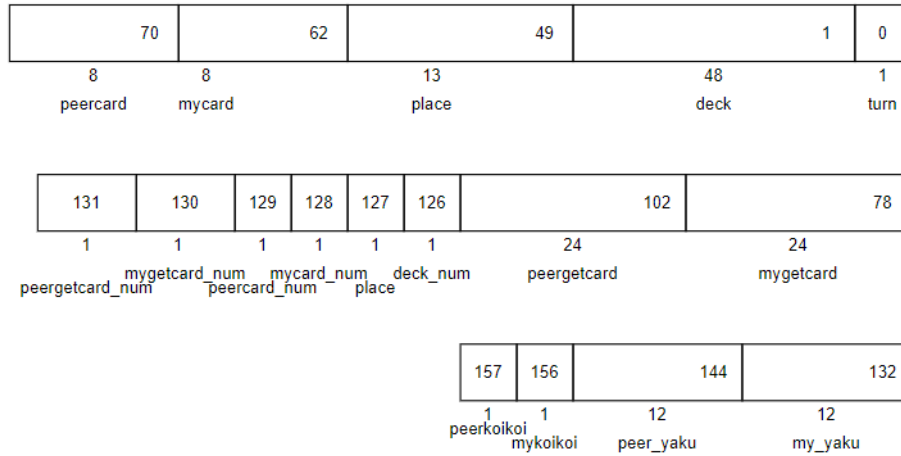 70 62 49 1 0
8 8 13 48 1
peercard mycard place deck turn
131 130 129 128 127 126 102 78
1 1 1 1 1 1 24 24
peergetcard_num mygetcard_num peercard_num mycard_num place deck_num peergetcard mygetcard
157 156 144 132
1 1 12 12
peerkoikoi mykoikoi peer_yaku my_yaku